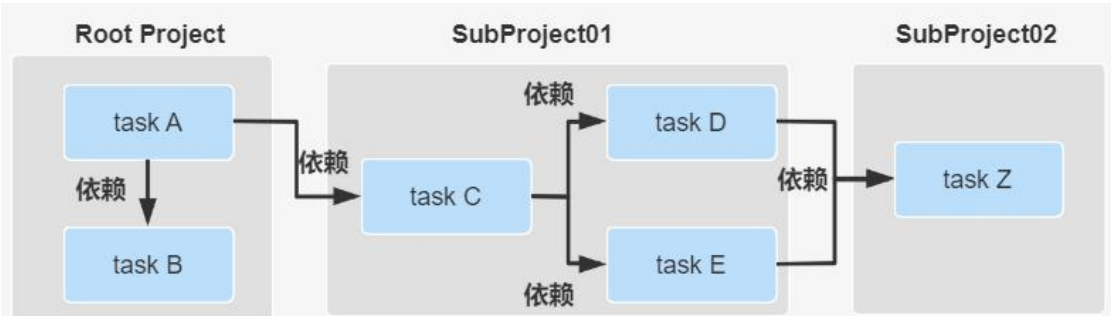 Root Project
SubProject01
SubProject02
task A
依赖
task B
依赖
task C
依赖
task D
依赖
task E
依赖
task Z